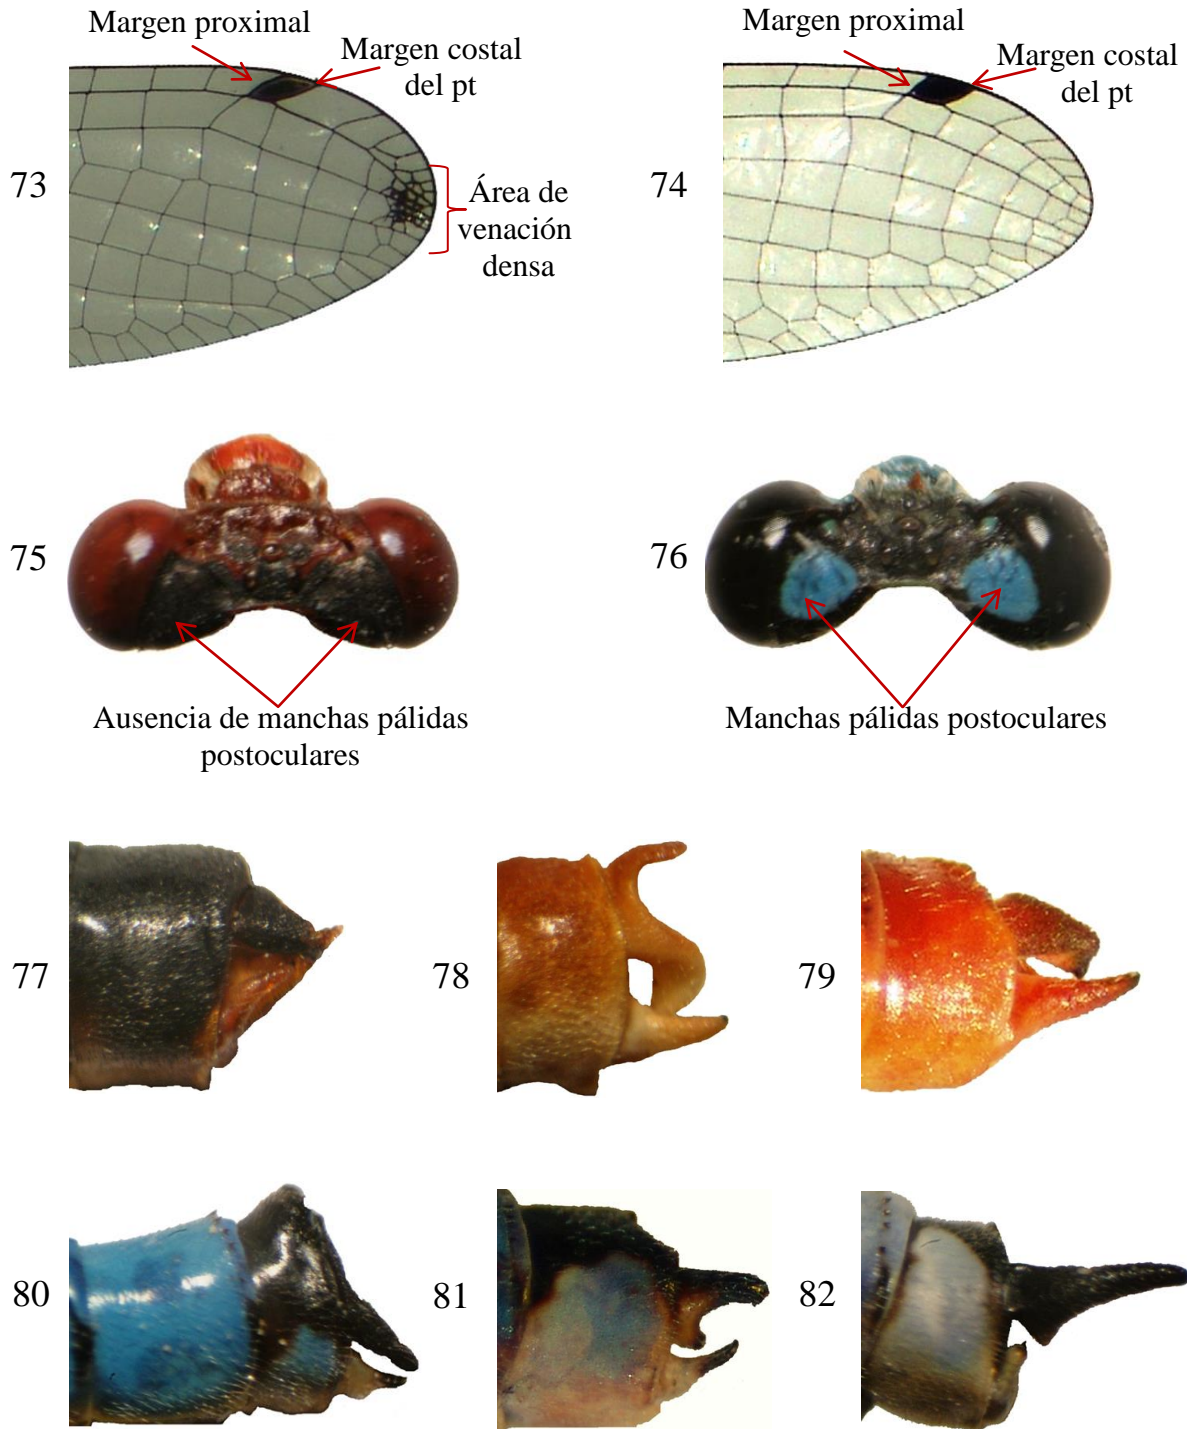 Margen proximal
Margen costal
del pt
73
Área de
venación
densa
Margen proximal
Margen costal
del pt
74
75
Ausencia de manchas pálidas
postoculares
76
Manchas pálidas postoculares
77
78
79
80
81
82